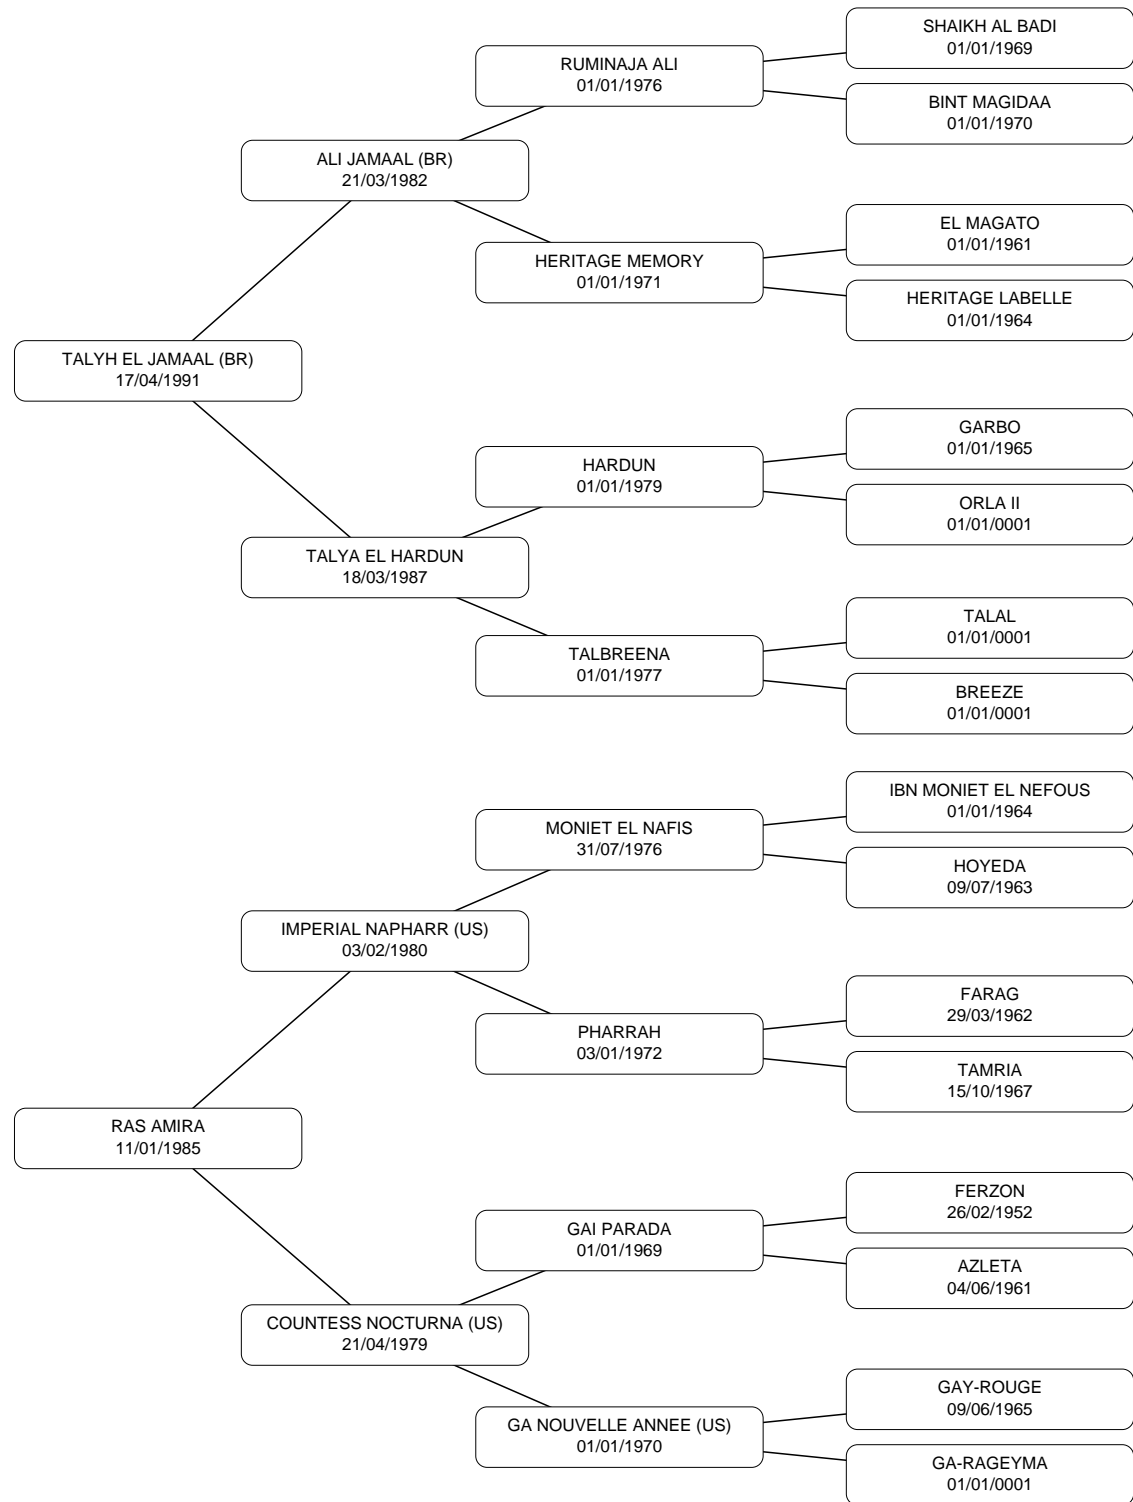 SHAIKH AL BADI
01/01/1969
RUMINAJA ALI
01/01/1976
BINT MAGIDAA
01/01/1970
ALI JAMAAL (BR)
21/03/1982
EL MAGATO
01/01/1961
HERITAGE MEMORY
01/01/1971
HERITAGE LABELLE
01/01/1964
TALYH EL JAMAAL (BR)
17/04/1991
GARBO
01/01/1965
HARDUN
01/01/1979
ORLA II
01/01/0001
TALYA EL HARDUN
18/03/1987
TALAL
01/01/0001
TALBREENA
01/01/1977
BREEZE
01/01/0001
IBN MONIET EL NEFOUS
01/01/1964
MONIET EL NAFIS
31/07/1976
HOYEDA
09/07/1963
IMPERIAL NAPHARR (US)
03/02/1980
FARAG
29/03/1962
PHARRAH
03/01/1972
TAMRIA
15/10/1967
RAS AMIRA
11/01/1985
FERZON
26/02/1952
GAI PARADA
01/01/1969
AZLETA
04/06/1961
COUNTESS NOCTURNA (US)
21/04/1979
GAY-ROUGE
09/06/1965
GA NOUVELLE ANNEE (US)
01/01/1970
GA-RAGEYMA
01/01/0001